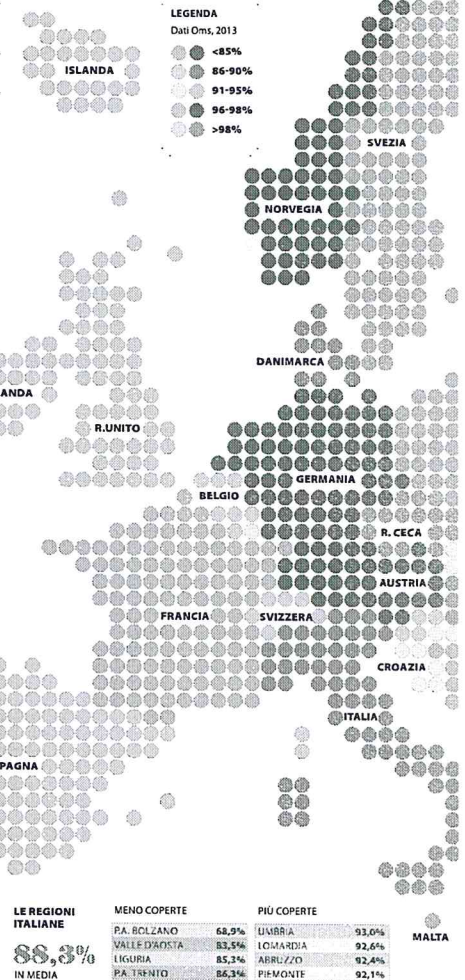 LEGENDA
Dati Oms, 2013
<85%
86-90%
91-95%
96-98%
>98%
ISLANDA
SVEZIA
NORVEGIA
DANIMARCA
ANDA
R.UNITO
GERMANIA
BELGIO
R. CECA
AUSTRIA
FRANCIA
SVIZZERA
CROAZIA
ITALIA
PAGNA
MALTA
LE REGIONI
ITALIANE
88,3%
IN MEDIA
MENO COPERTE
P.A. BOLZANO 68,9%
VALLE D'AOSTA 83,5%
LIGURIA 85,3%
P.A. TRENTO 86,3%
PIÙ COPERTE
UMBRIA 93,0%
LOMARDIA 92,6%
ABRUZZO 92,4%
PIEMONTE 92,1%